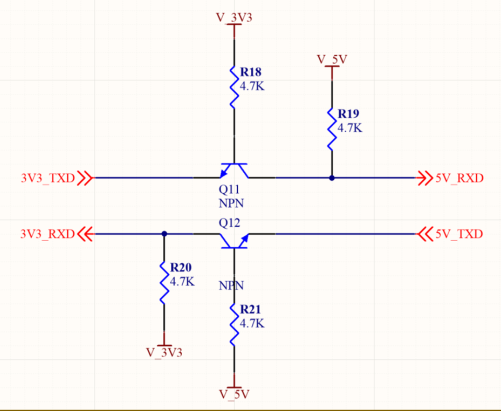 V_3V3
R18
4.7K
V_5V
R19
4.7K
3V3_TXD
5V_RXD
Q11
NPN
Q12
3V3_RXD
5V_TXD
R20
4.7K
NPN
R21
4.7K
V_3V3
V_5V